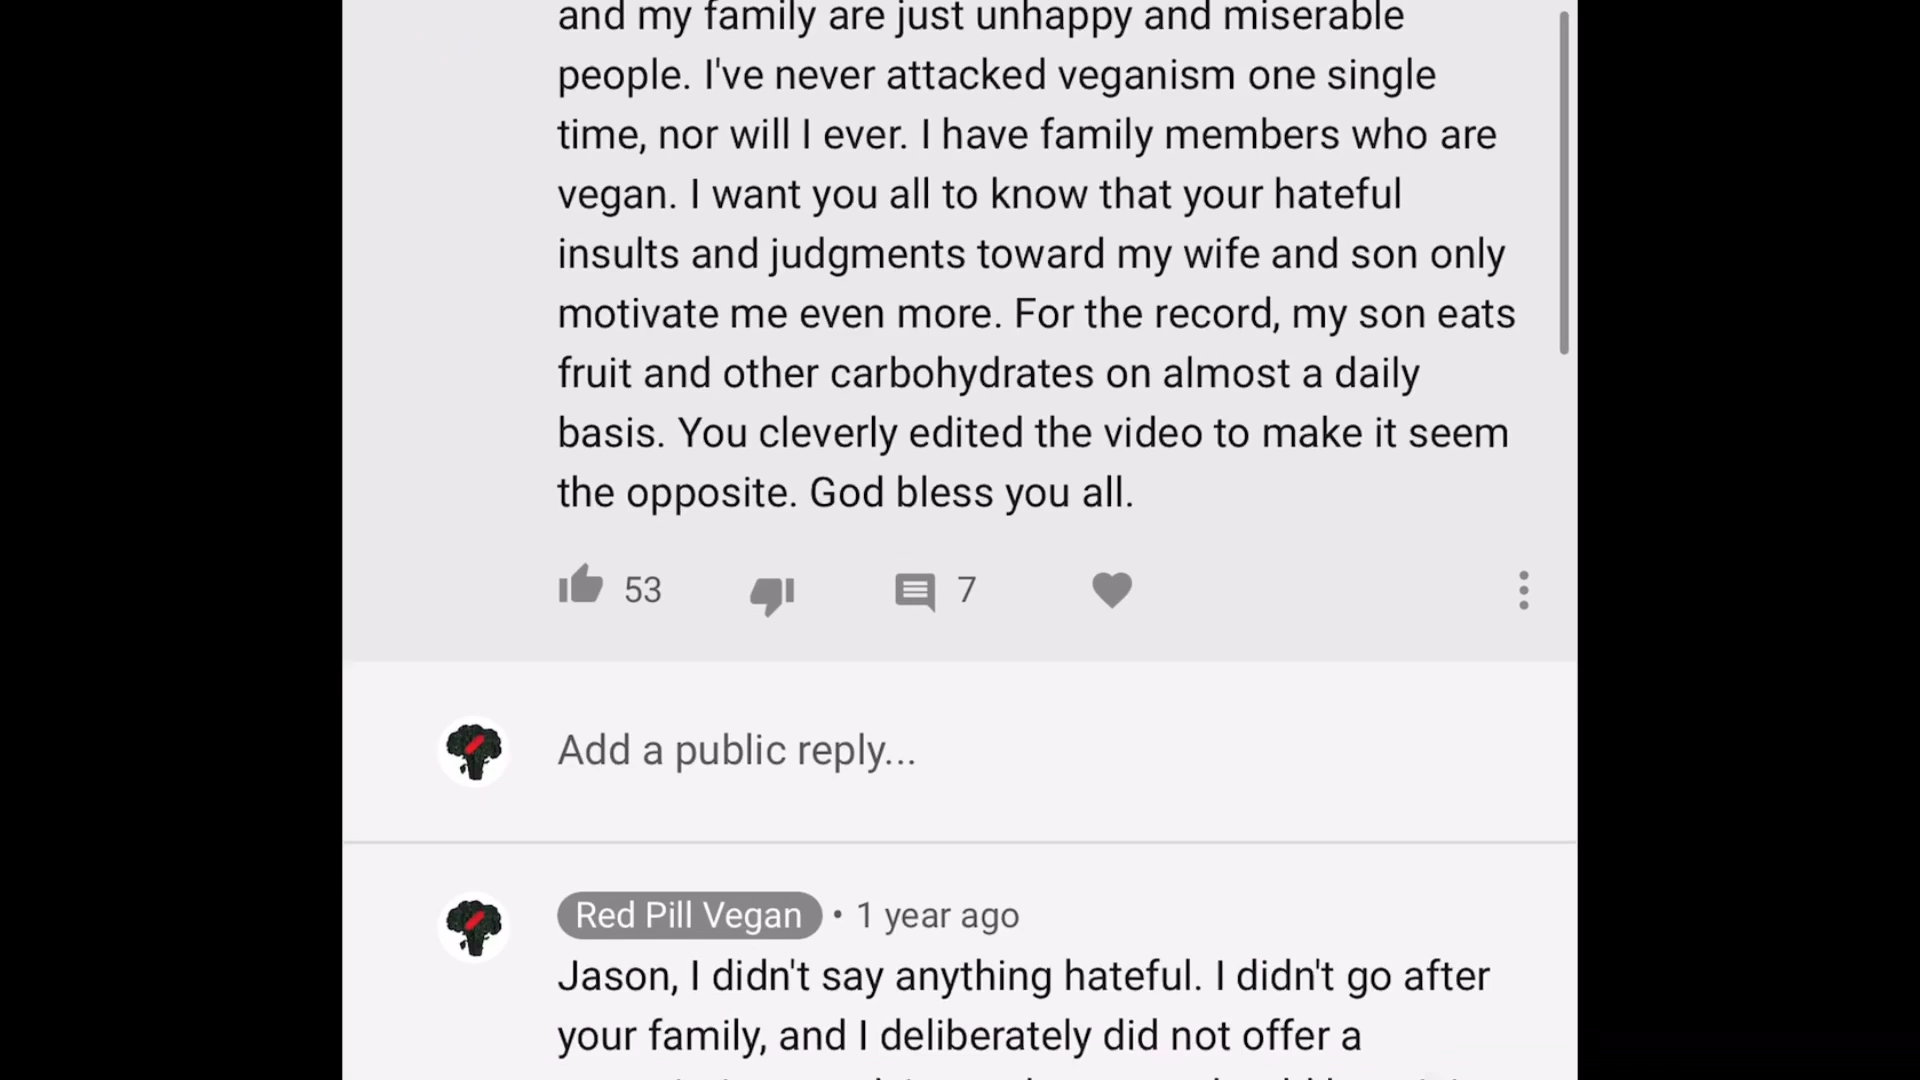 and my family are just unhappy and miserable
people. I've never attacked veganism one single
time, nor will I ever. I have family members who are
vegan. I want you all to know that your hateful
insults and judgments toward my wife and son only
motivate me even more. For the record, my son eats
fruit and other carbohydrates on almost a daily
basis. You cleverly edited the video to make it seem
the opposite. God bless you all.
53 7
Add a public reply...
Red Pill Vegan • 1 year ago
Jason, I didn't say anything hateful. I didn't go after
your family, and I deliberately did not offer a